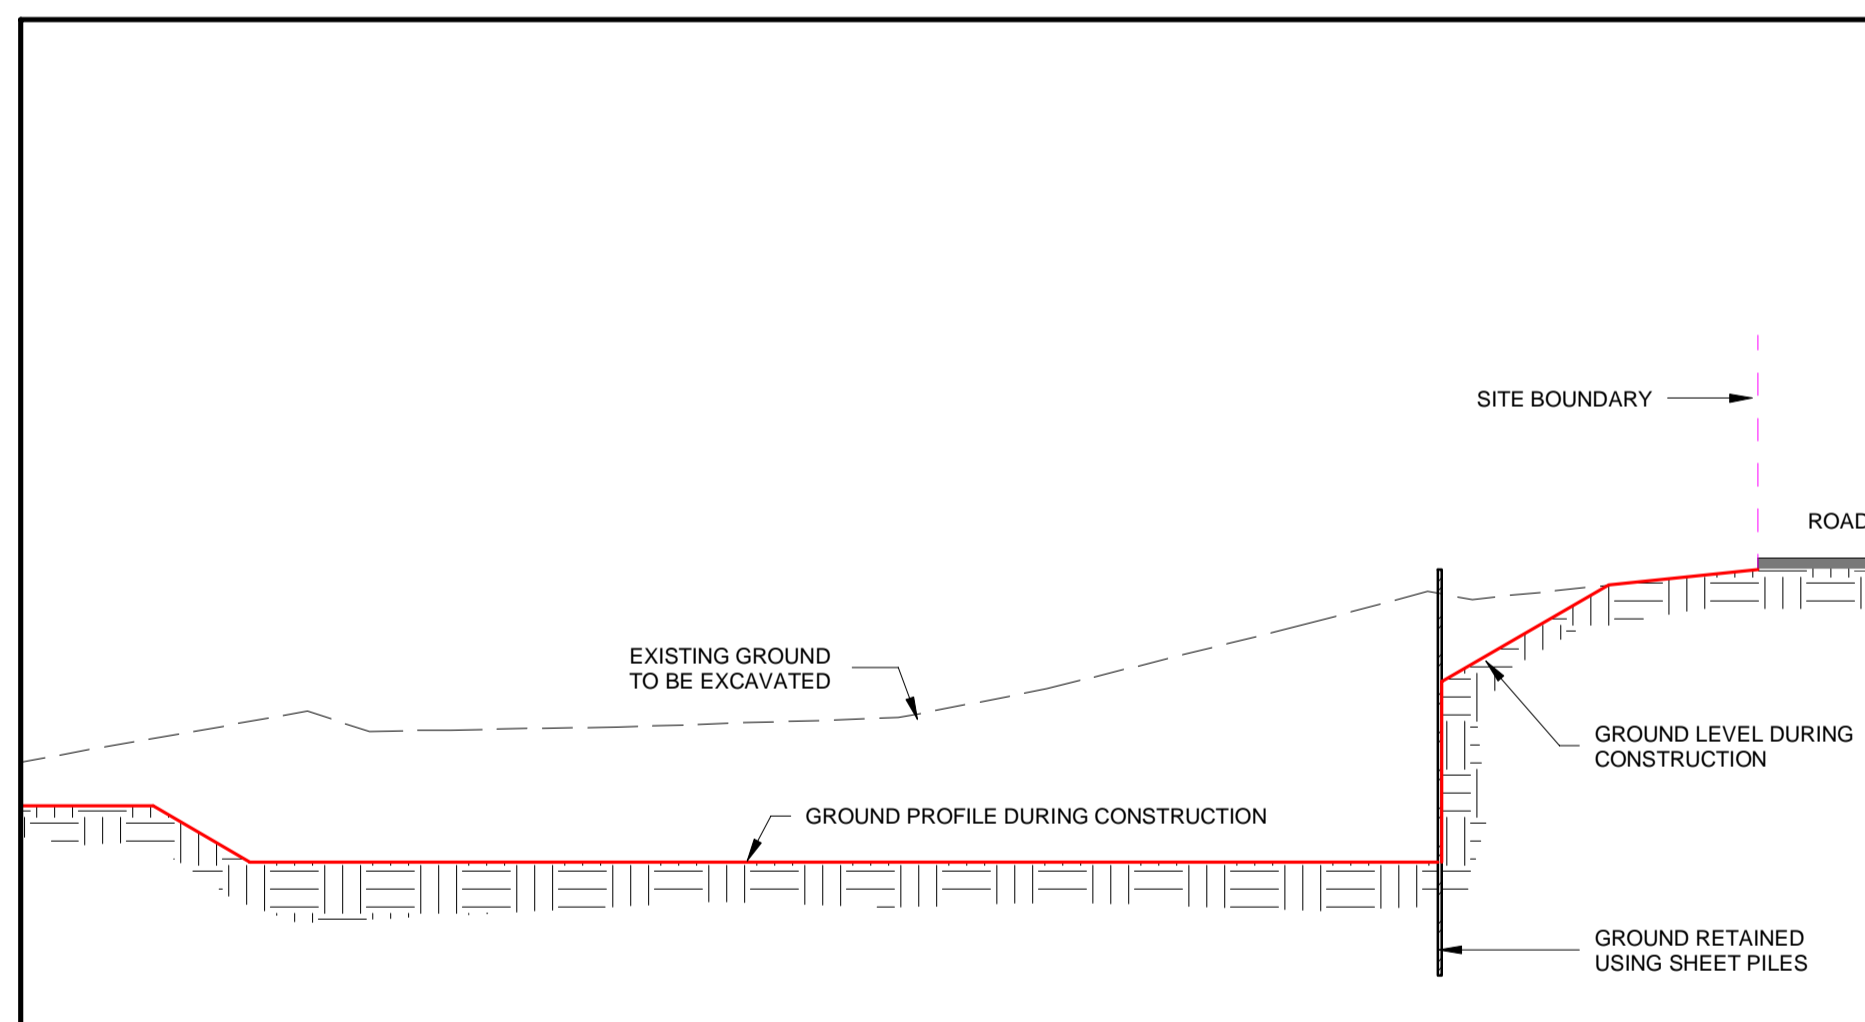 SITE BOUNDARY
ROAD
EXISTING GROUND
TO BE EXCAVATED
GROUND LEVEL DURING
CONSTRUCTION
GROUND PROFILE DURING CONSTRUCTION
GROUND RETAINED
USING SHEET PILES